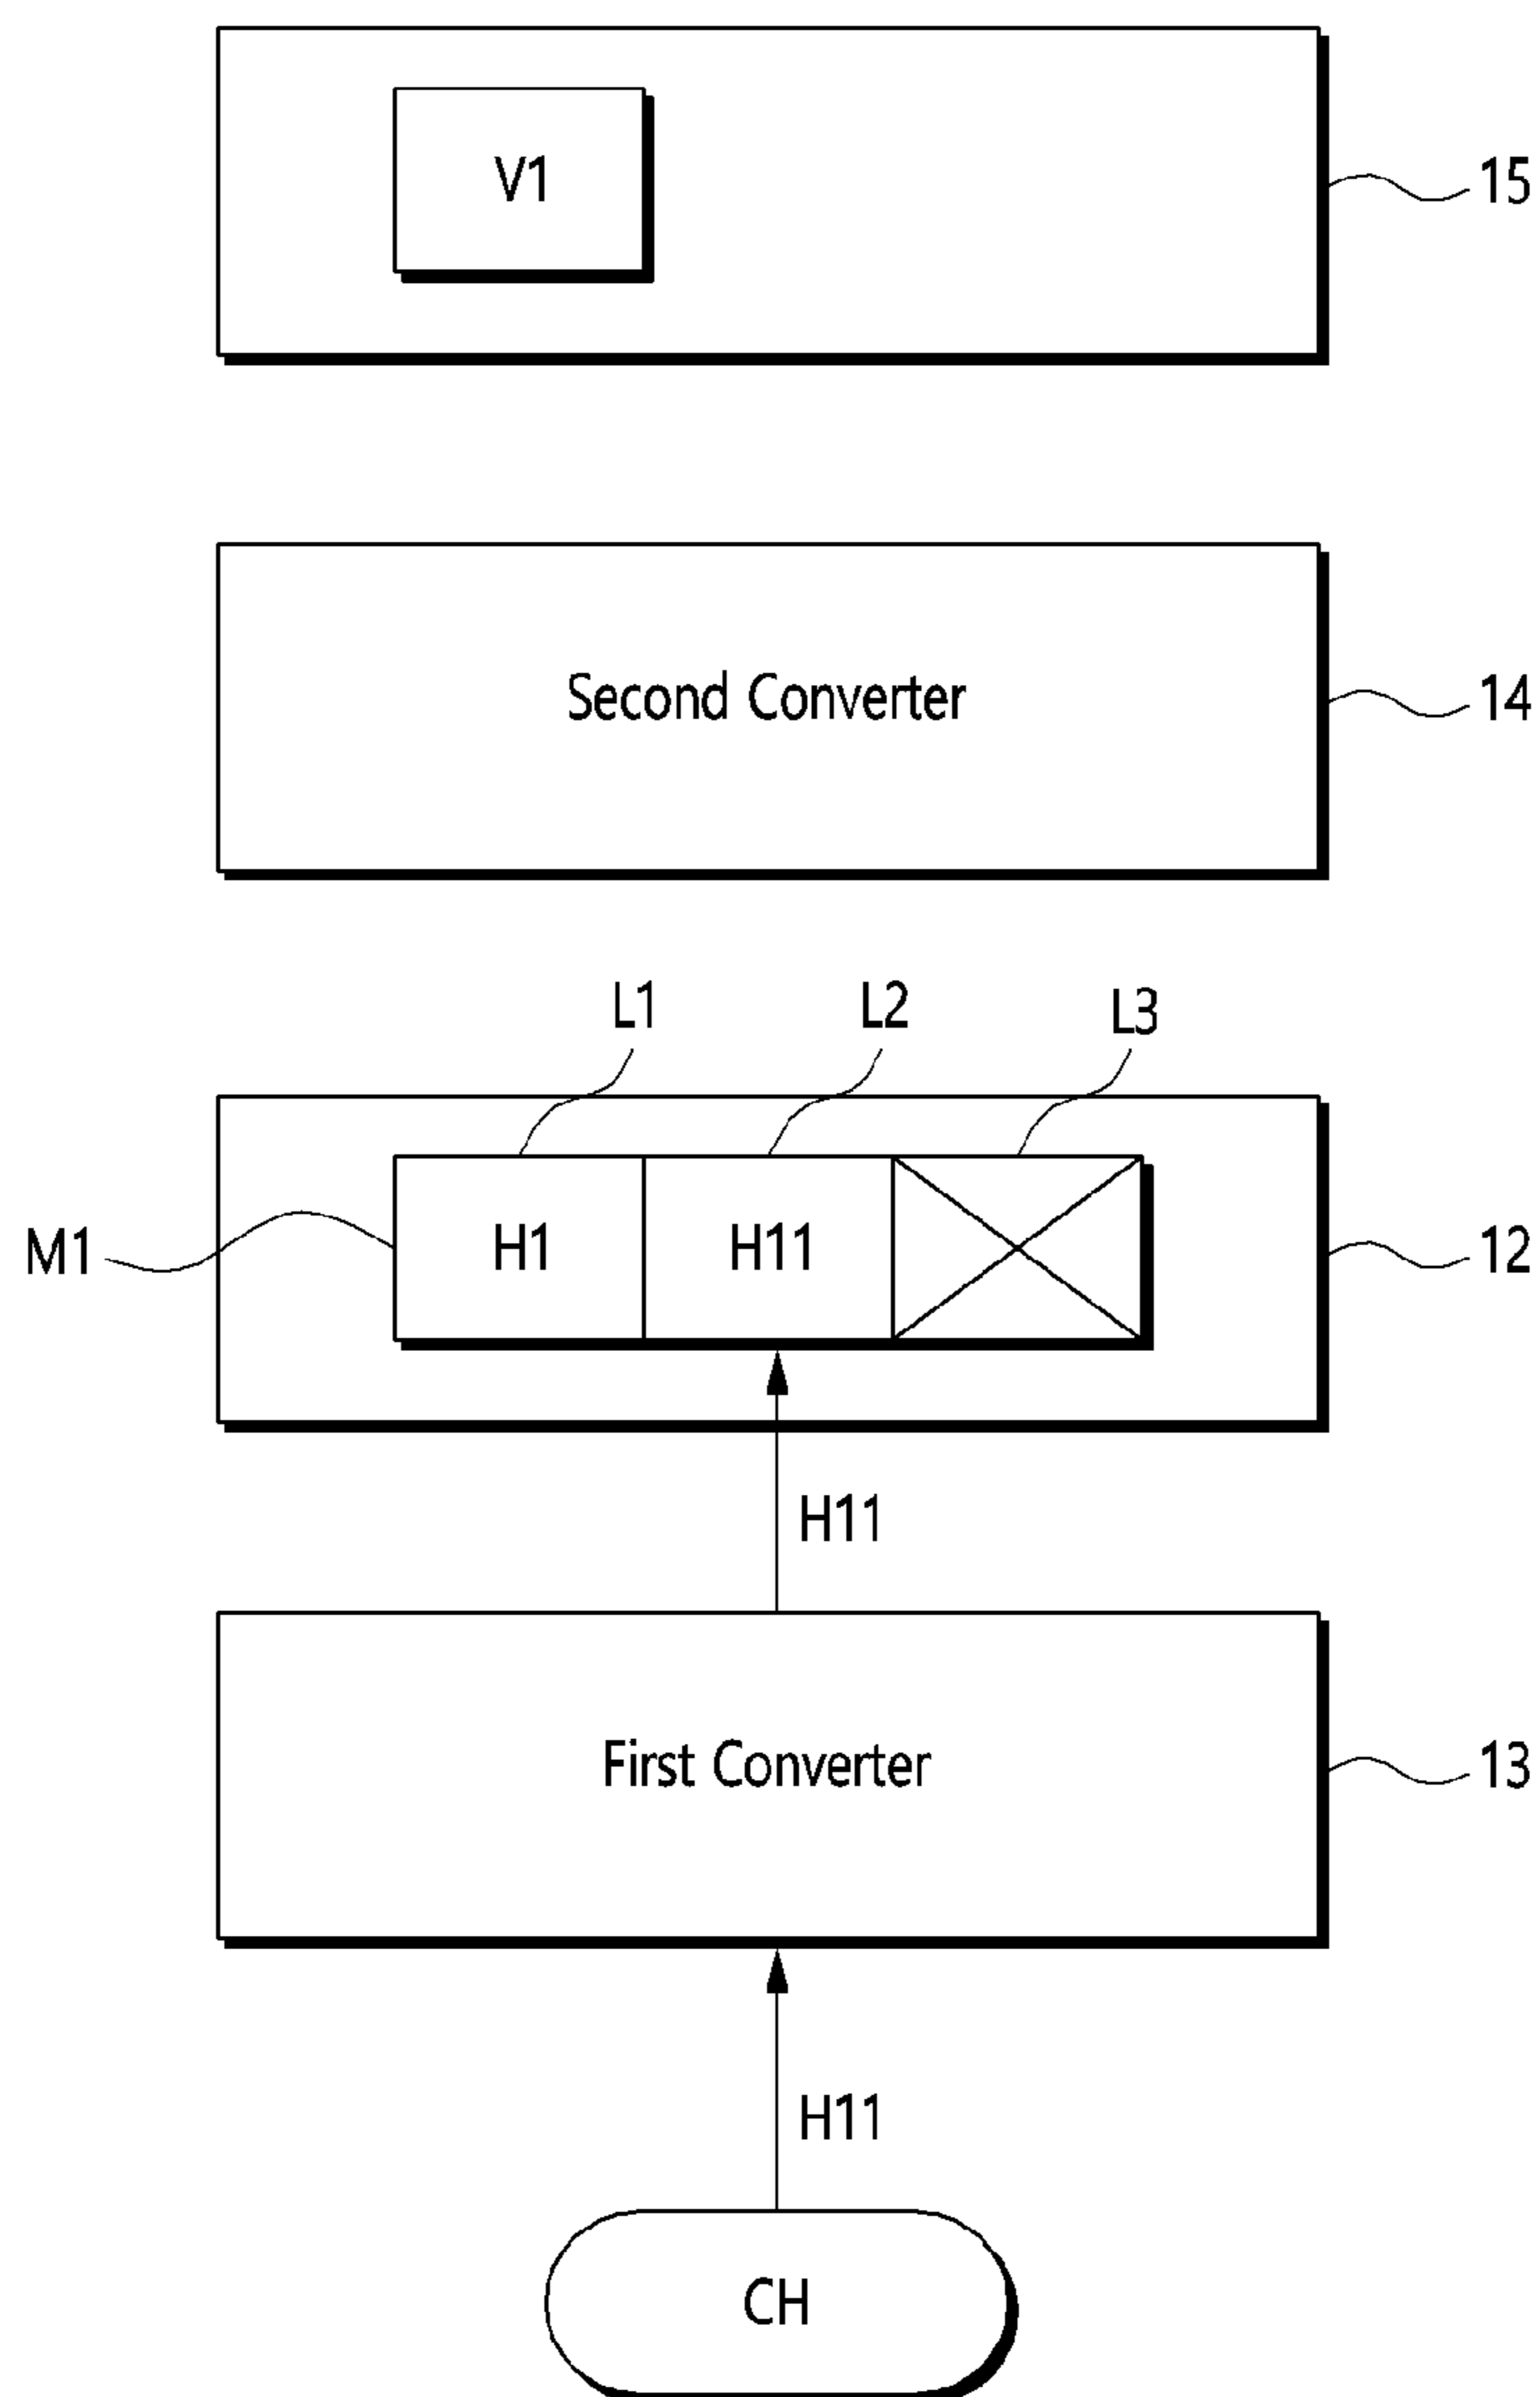 V1
15
Second Converter
14
L1 L2 L3
M1 H1 H11 12
H11
First Converter
13
H11
CH